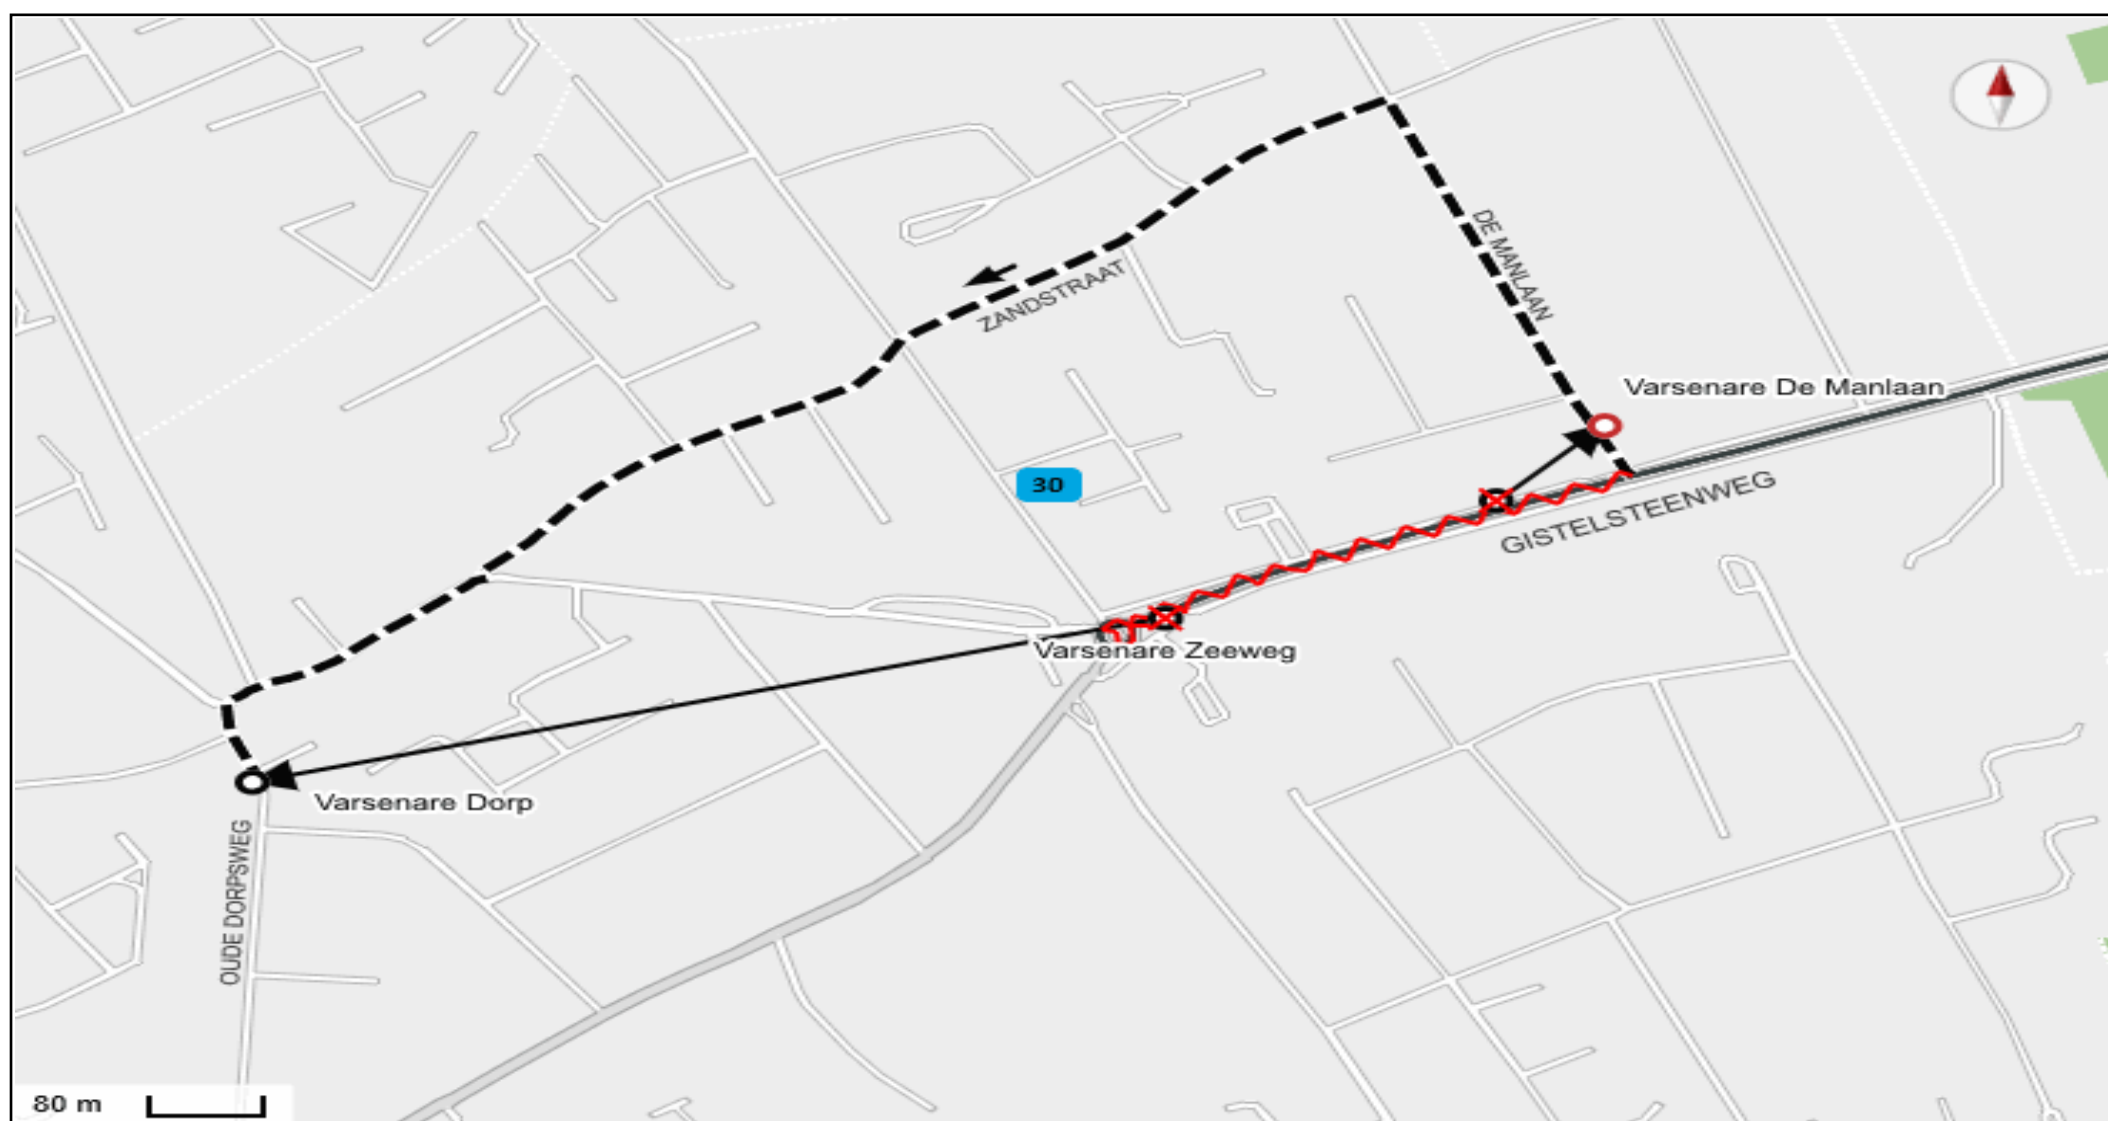 DE MANLAAN
ZANDSTRAAT
Varsenare De Manlaan
30
GISTELSTEENWEG
Varsenare Zeeweg
Varsenare Dorp
OUDE DORPSWEG
80 m